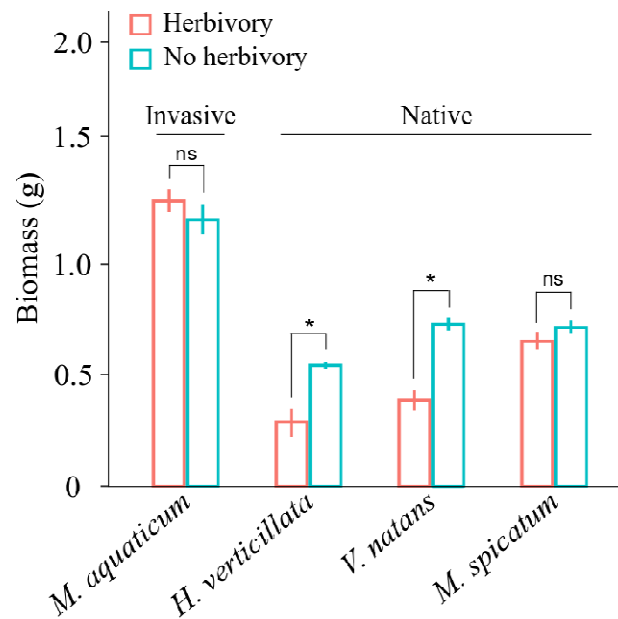 Herbivory
No herbivory
Invasive
Native
ns
*
*
ns
Biomass (g)
2.0
1.5
1.0
0.5
0
M. aquaticum
H. verticillata
V. natans
M. spicatum